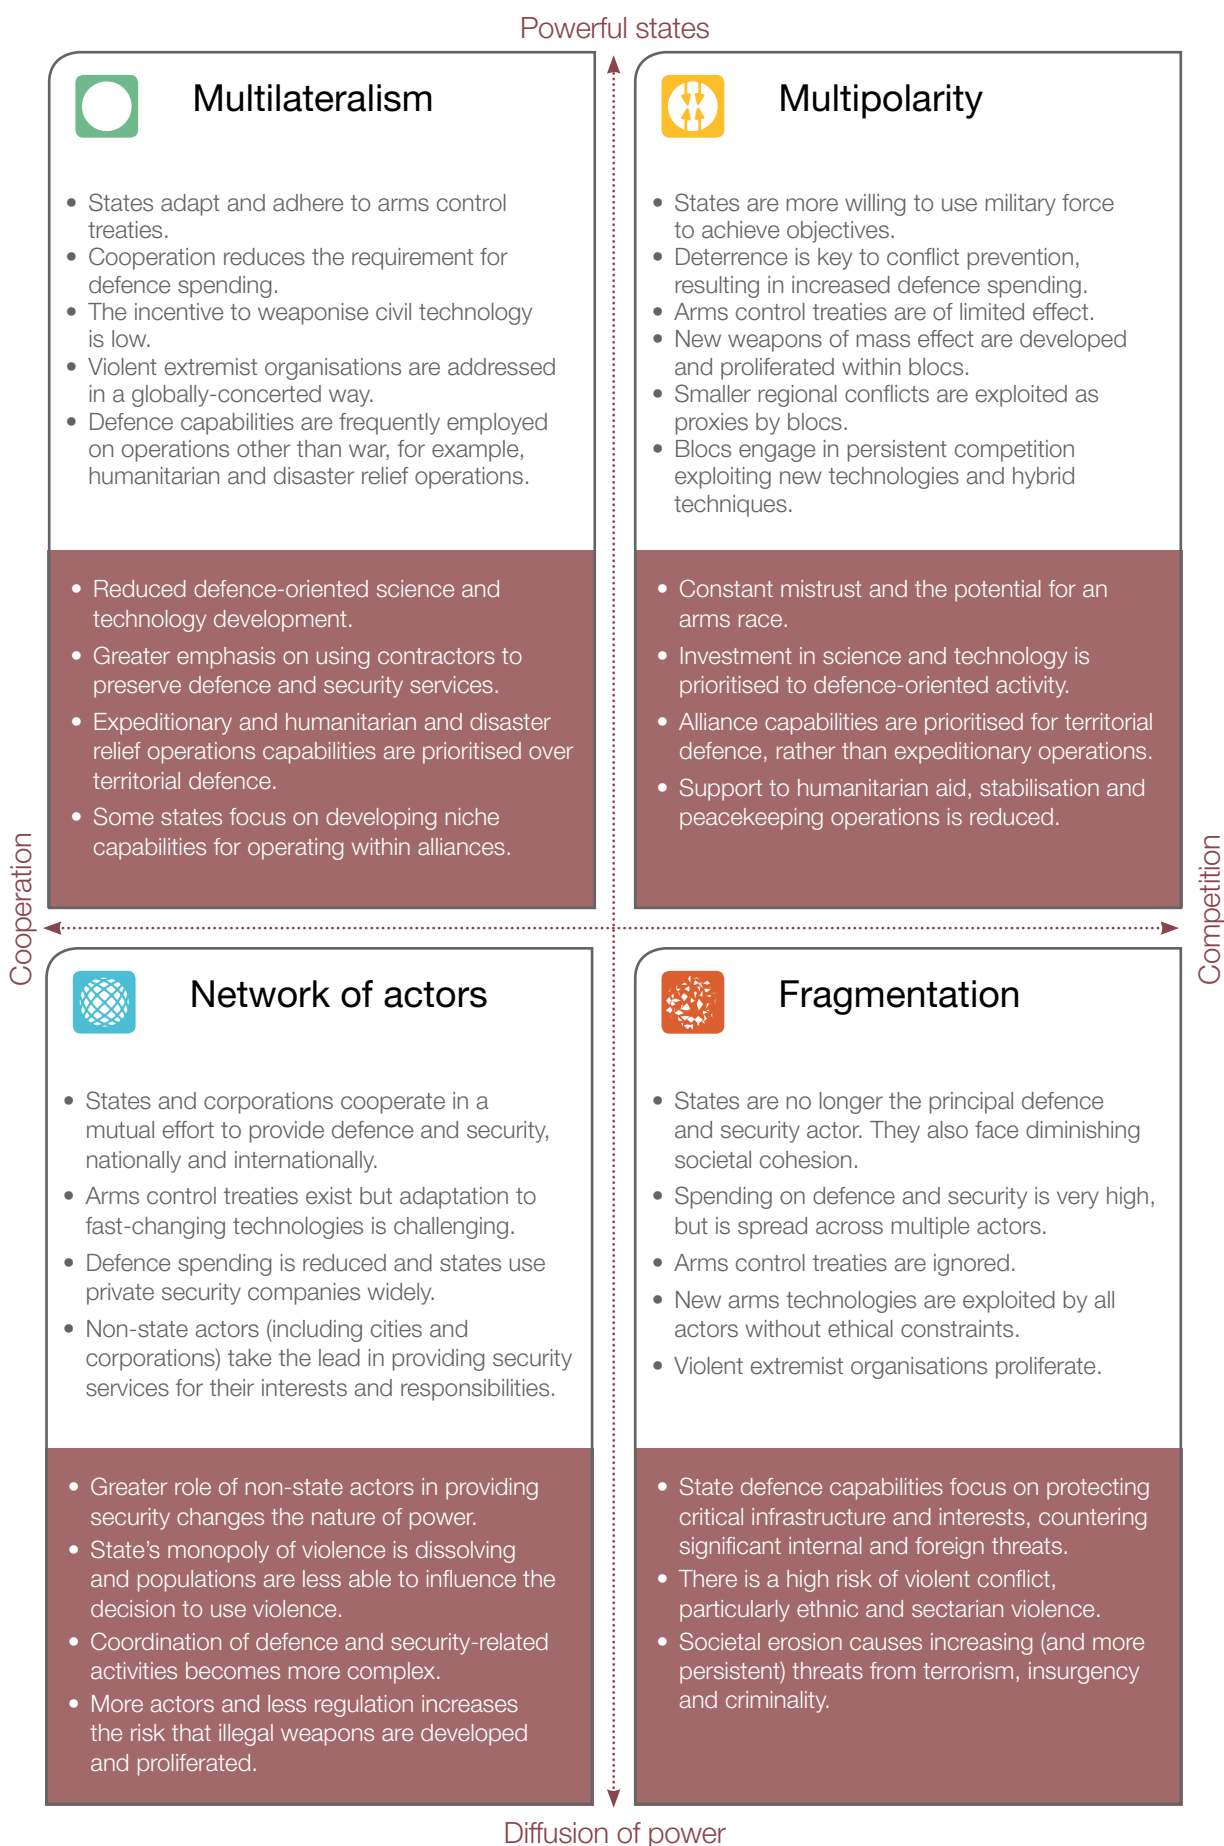 Powerful states
Multilateralism
• States adapt and adhere to arms control
treaties.
• Cooperation reduces the requirement for
defence spending.
• The incentive to weaponise civil technology
is low.
• Violent extremist organisations are addressed
in a globally-concerted way.
• Defence capabilities are frequently employed
on operations other than war, for example,
humanitarian and disaster relief operations.
• Reduced defence-oriented science and
technology development.
• Greater emphasis on using contractors to
preserve defence and security services.
• Expeditionary and humanitarian and disaster
relief operations capabilities are prioritised over
territorial defence.
• Some states focus on developing niche
capabilities for operating within alliances.
Multipolarity
• States are more willing to use military force
to achieve objectives.
• Deterrence is key to conflict prevention,
resulting in increased defence spending.
• Arms control treaties are of limited effect.
• New weapons of mass effect are developed
and proliferated within blocs.
• Smaller regional conflicts are exploited as
proxies by blocs.
• Blocs engage in persistent competition
exploiting new technologies and hybrid
techniques.
• Constant mistrust and the potential for an
arms race.
• Investment in science and technology is
prioritised to defence-oriented activity.
• Alliance capabilities are prioritised for territorial
defence, rather than expeditionary operations.
• Support to humanitarian aid, stabilisation and
peacekeeping operations is reduced.
Cooperation
Competition
Network of actors
• States and corporations cooperate in a
mutual effort to provide defence and security,
nationally and internationally.
• Arms control treaties exist but adaptation to
fast-changing technologies is challenging.
• Defence spending is reduced and states use
private security companies widely.
• Non-state actors (including cities and
corporations) take the lead in providing security
services for their interests and responsibilities.
• Greater role of non-state actors in providing
security changes the nature of power.
• State’s monopoly of violence is dissolving
and populations are less able to influence the
decision to use violence.
• Coordination of defence and security-related
activities becomes more complex.
• More actors and less regulation increases
the risk that illegal weapons are developed
and proliferated.
Fragmentation
• States are no longer the principal defence
and security actor. They also face diminishing
societal cohesion.
• Spending on defence and security is very high,
but is spread across multiple actors.
• Arms control treaties are ignored.
• New arms technologies are exploited by all
actors without ethical constraints.
• Violent extremist organisations proliferate.
• State defence capabilities focus on protecting
critical infrastructure and interests, countering
significant internal and foreign threats.
• There is a high risk of violent conflict,
particularly ethnic and sectarian violence.
• Societal erosion causes increasing (and more
persistent) threats from terrorism, insurgency
and criminality.
Diffusion of power